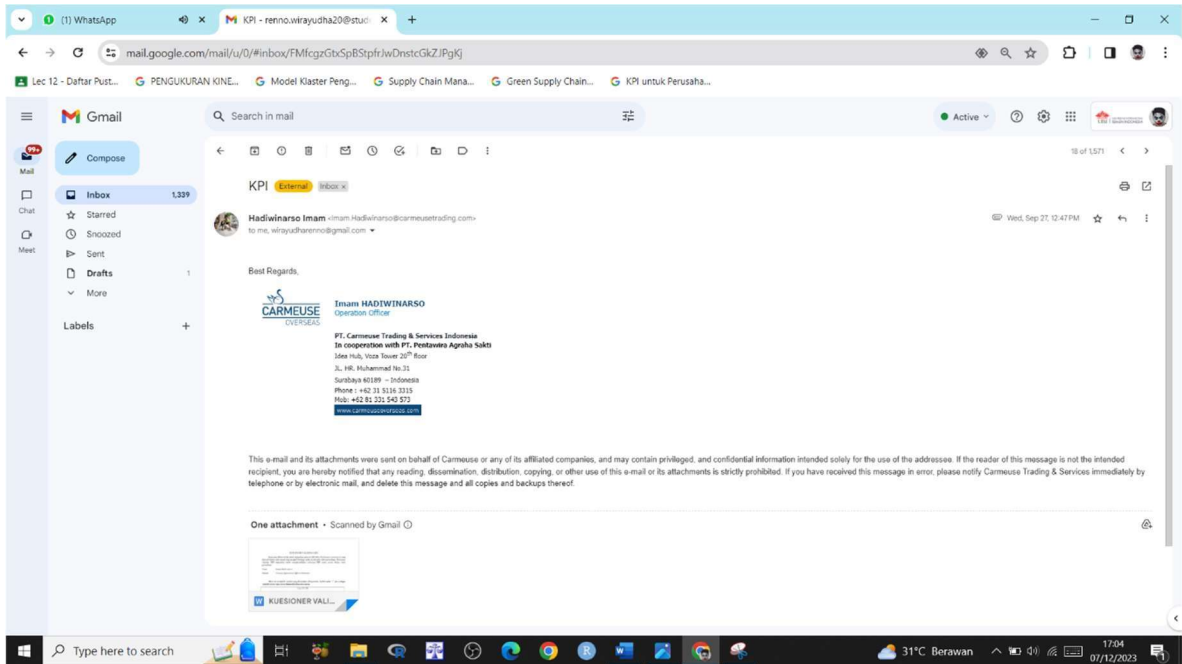 (1) WhatsApp
KPI - renno.wirayudha20@stud
mail.google.com/mail/u/0/#inbox/FMfcgzGtxSpBStpfrJwDnstcGkZJPgKj
Lec 12 - Daftar Pust...
PENGUKURAN KINE...
Model Klaster Peng...
Supply Chain Mana...
Green Supply Chain...
KPI untuk Perusaha...
Gmail
Search in mail
Active
99+
Mail
Chat
Meet
Compose
Inbox 1,339
Starred
Snoozed
Sent
Drafts 1
More
Labels
18 of 1,571
KPI External Inbox x
Hadiwinarso Imam <Imam.Hadiwinarso@carmeusetrading.com>
Wed, Sep 27, 12:47 PM
to me, wirayudharenno@gmail.com
Best Regards,
CARMEUSE
OVERSEAS
Imam HADIWINARSO
Operation Officer
PT. Carmeuse Trading & Services Indonesia
In cooperation with PT. Pentawira Agraha Sakti
Idea Hub, Voza Tower 20th floor
JL. HR. Muhammad No.31
Surabaya 60189 – Indonesia
Phone : +62 31 5116 3315
Mob: +62 81 331 543 573
www.carmeuseoverseas.com
This e-mail and its attachments were sent on behalf of Carmeuse or any of its affiliated companies, and may contain privileged, and confidential information intended solely for the use of the addressee. If the reader of this message is not the intended
recipient, you are hereby notified that any reading, dissemination, distribution, copying, or other use of this e-mail or its attachments is strictly prohibited. If you have received this message in error, please notify Carmeuse Trading & Services immediately by
telephone or by electronic mail, and delete this message and all copies and backups thereof.
One attachment • Scanned by Gmail
KUESIONER VALI...
Type here to search
31°C Berawan
17:04
07/12/2023